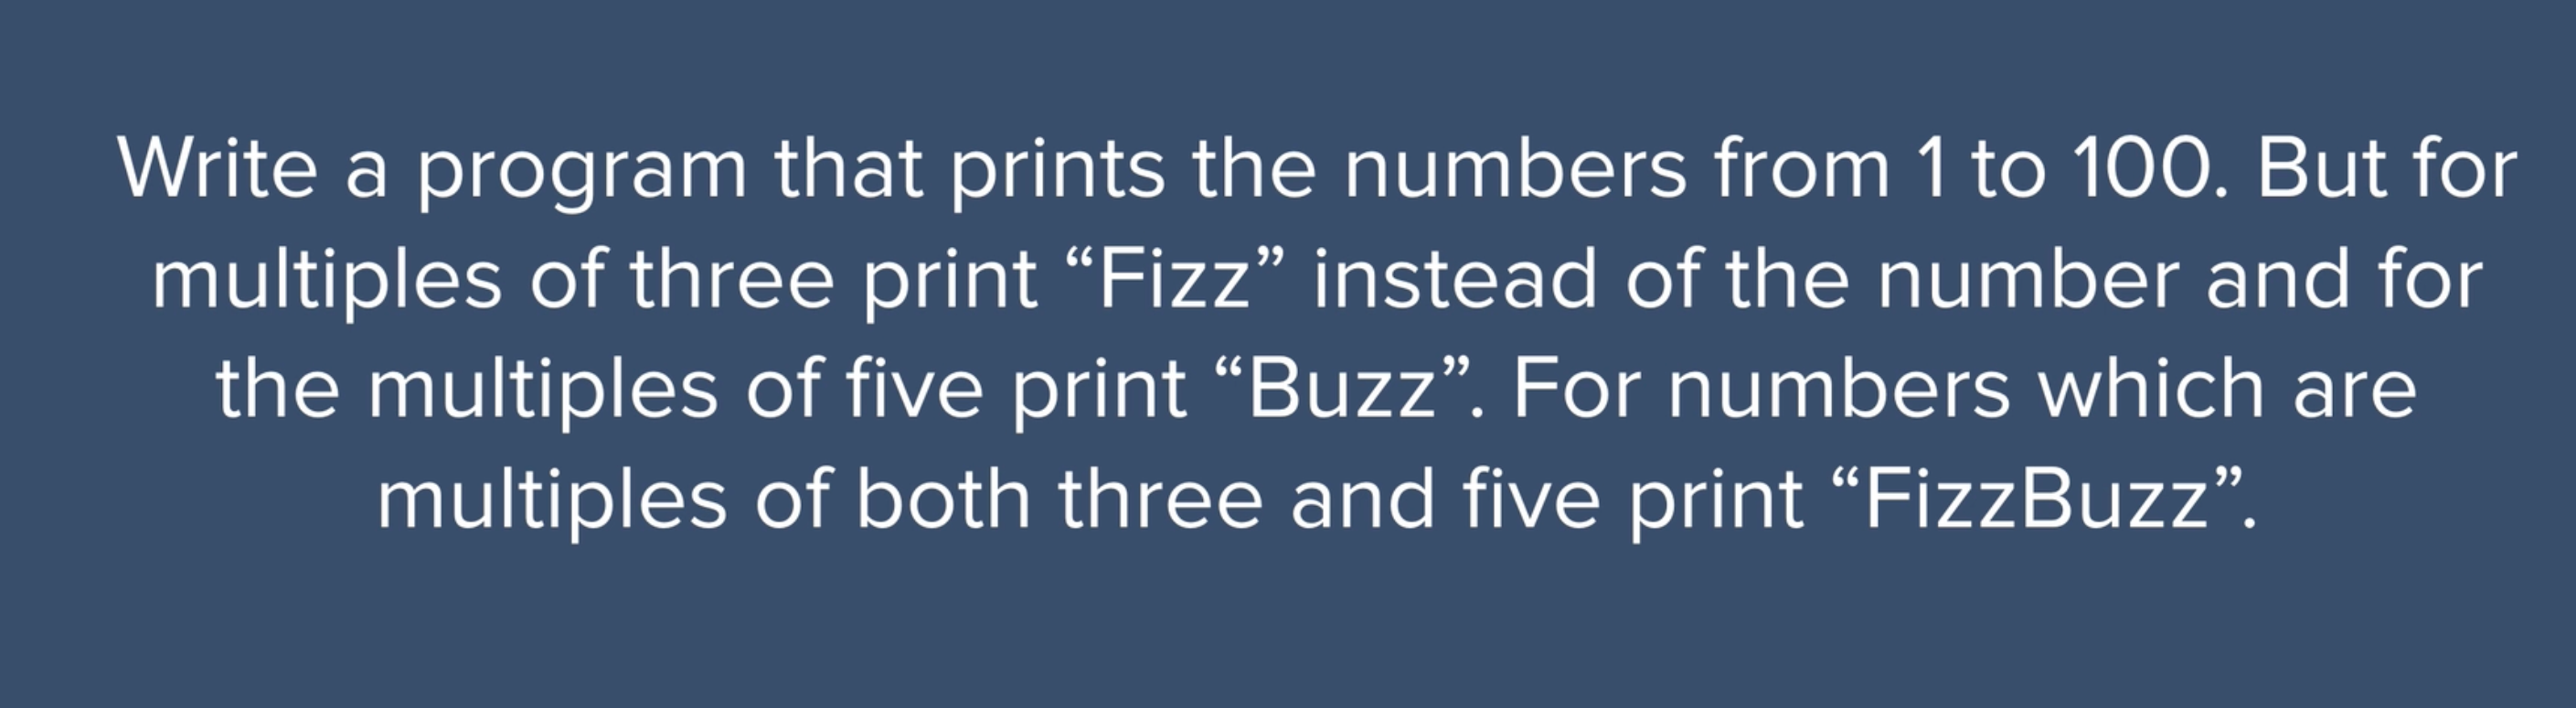 Write a program that prints the numbers from 1 to 100. But for
multiples of three print “Fizz” instead of the number and for
the multiples of five print “Buzz”. For numbers which are
multiples of both three and five print “FizzBuzz”.